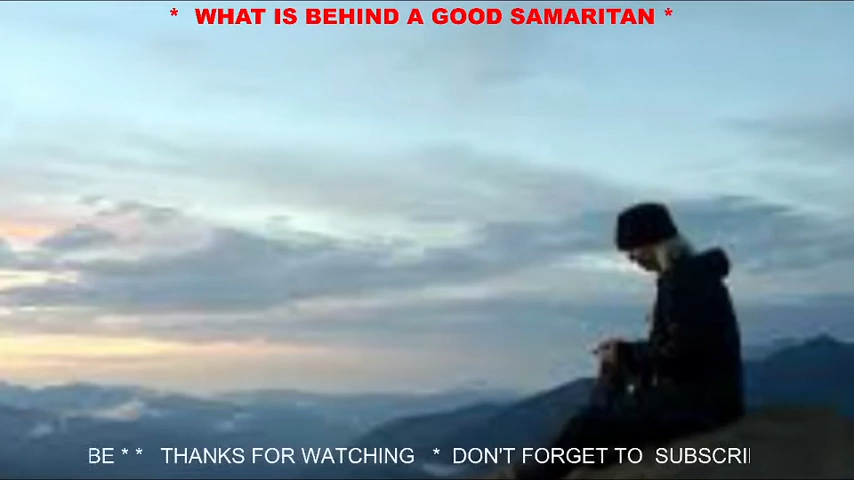 * WHAT IS BEHIND A GOOD SAMARITAN *
BE * * THANKS FOR WATCHING * DON'T FORGET TO SUBSCRI